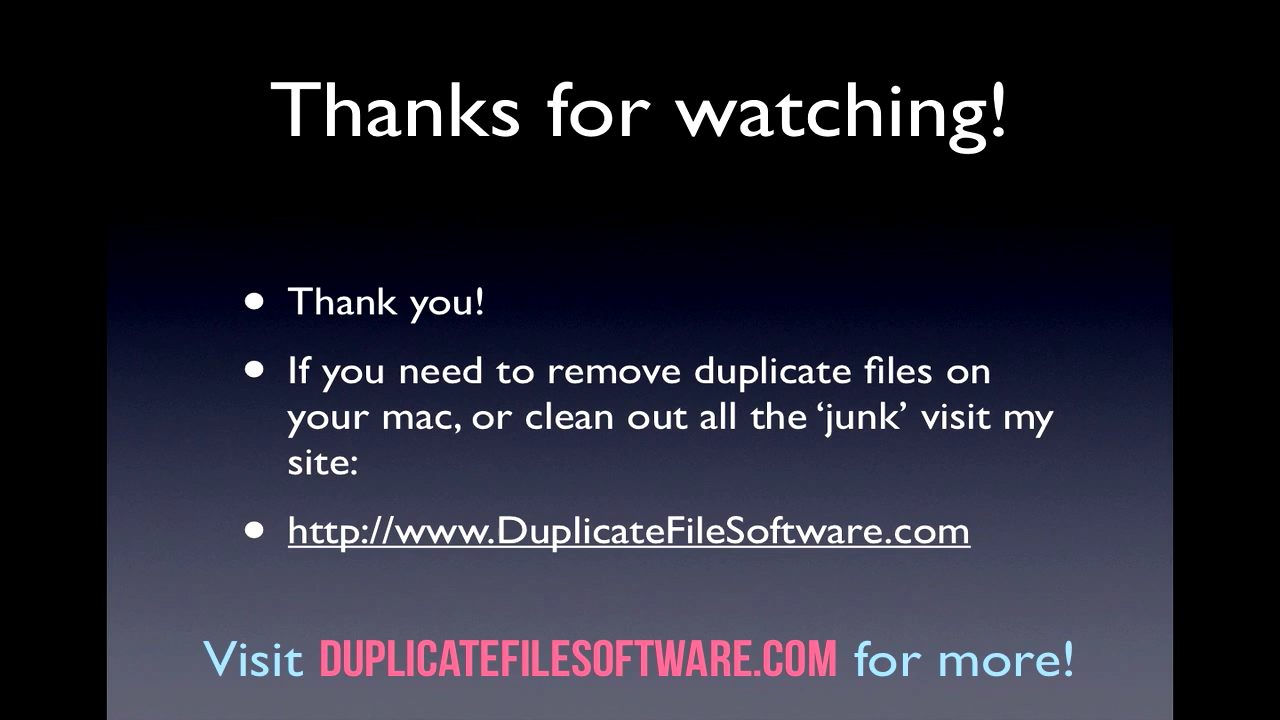 Thanks for watching!
• Thank you!
• If you need to remove duplicate files on
your mac, or clean out all the ‘junk’ visit my
site:
• http://www.DuplicateFileSoftware.com
Visit DUPLICATEFILESOFTWARE.COM for more!